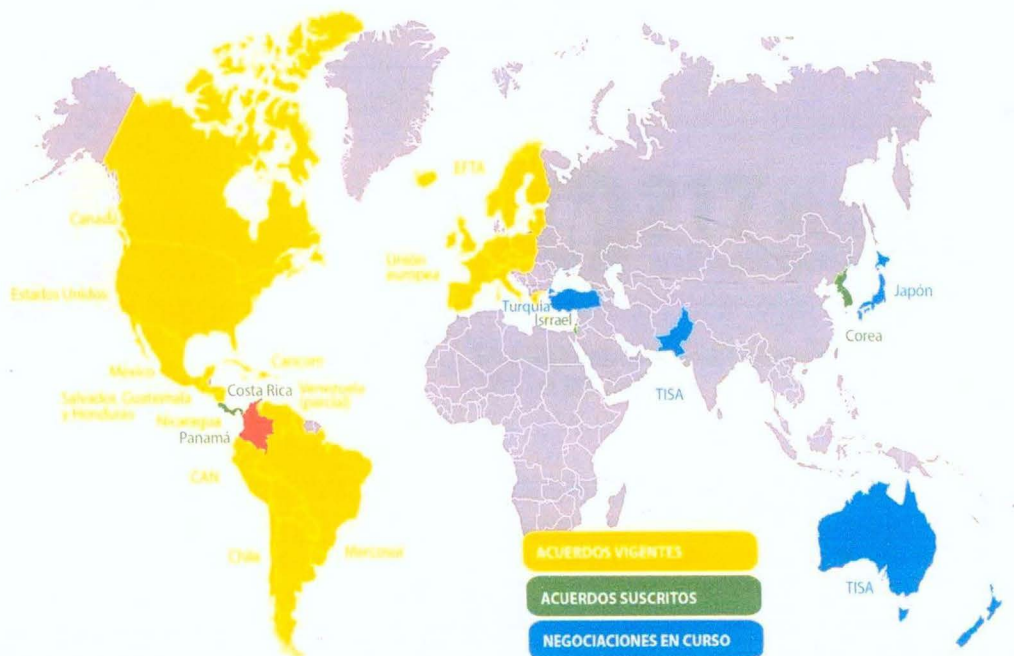 EFTA
Canadá
Unión
europea
Estados Unidos
Turquía
Isrrael
Japón
Corea
México
Caricom
Costa Rica
Venezuela
(parcial)
Salvador, Guatemala
y Honduras
Nicaragua
Panamá
TISA
CAN
Chile
Mercosur
TISA
ACUERDOS VIGENTES
ACUERDOS SUSCRITOS
NEGOCIACIONES EN CURSO